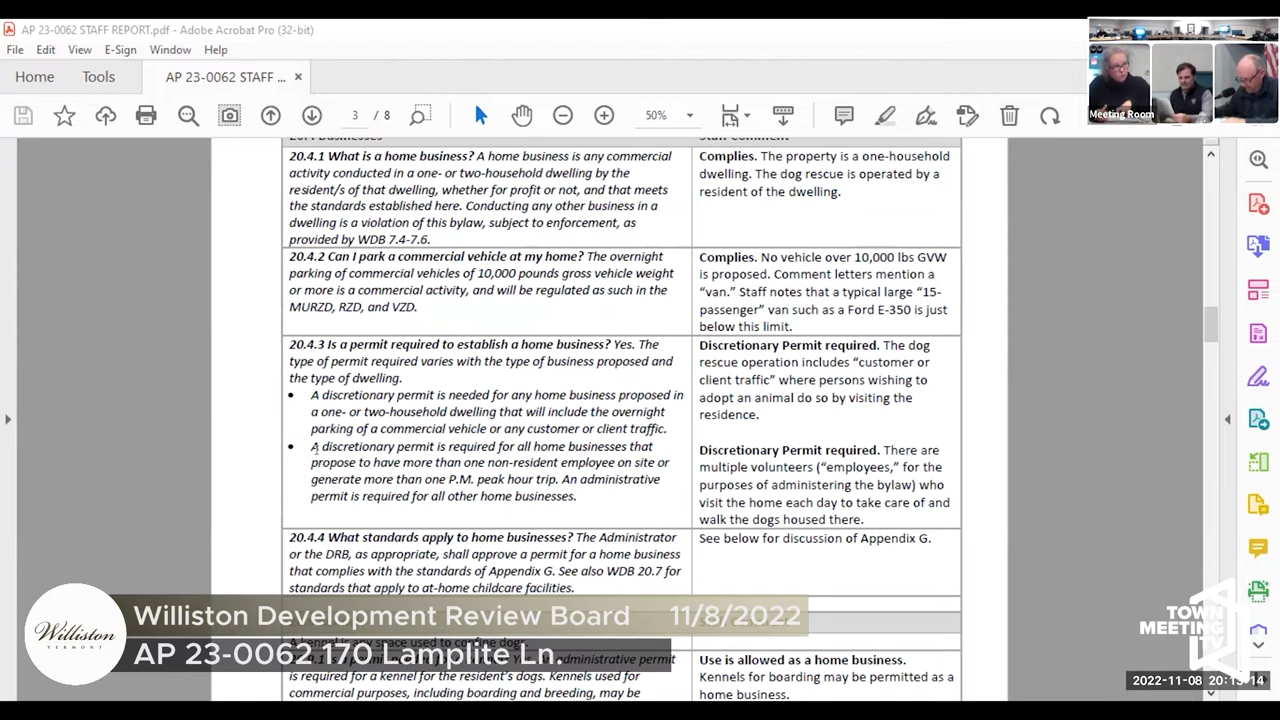 AP 23-0062 STAFF REPORT.pdf - Adobe Acrobat Pro (32-bit)
File Edit View E-Sign Window Help
Home Tools AP 23-0062 STAFF ... ×
3 / 8 50%
Meeting Room
20.4.1 What is a home business? A home business is any commercial
activity conducted in a one- or two-household dwelling by the
resident/s of that dwelling, whether for profit or not, and that meets
the standards established here. Conducting any other business in a
dwelling is a violation of this bylaw, subject to enforcement, as
provided by WDB 7.4-7.6.
Complies. The property is a one-household
dwelling. The dog rescue is operated by a
resident of the dwelling.
20.4.2 Can I park a commercial vehicle at my home? The overnight
parking of commercial vehicles of 10,000 pounds gross vehicle weight
or more is a commercial activity, and will be regulated as such in the
MURZD, RZD, and VZD.
Complies. No vehicle over 10,000 lbs GVW
is proposed. Comment letters mention a
“van.” Staff notes that a typical large “15-
passenger” van such as a Ford E-350 is just
below this limit.
20.4.3 Is a permit required to establish a home business? Yes. The
type of permit required varies with the type of business proposed and
the type of dwelling.
• A discretionary permit is needed for any home business proposed in
a one- or two-household dwelling that will include the overnight
parking of a commercial vehicle or any customer or client traffic.
• A discretionary permit is required for all home businesses that
propose to have more than one non-resident employee on site or
generate more than one P.M. peak hour trip. An administrative
permit is required for all other home businesses.
Discretionary Permit required. The dog
rescue operation includes “customer or
client traffic” where persons wishing to
adopt an animal do so by visiting the
residence.
Discretionary Permit required. There are
multiple volunteers (“employees,” for the
purposes of administering the bylaw) who
visit the home each day to take care of and
walk the dogs housed there.
20.4.4 What standards apply to home businesses? The Administrator
or the DRB, as appropriate, shall approve a permit for a home business
that complies with the standards of Appendix G. See also WDB 20.7 for
standards that apply to at-home childcare facilities.
See below for discussion of Appendix G.
A kennel is any space used to confine dogs.
administrative permit
is required for a kennel for the resident's dogs. Kennels used for
commercial purposes, including boarding and breeding, may be
Use is allowed as a home business.
Kennels for boarding may be permitted as a
home business.
Williston
VERMONT
Williston Development Review Board 11/8/2022
AP 23-0062 170 Lamplite Ln.
TOWN
MEETING
TV
2022-11-08 20:13:14